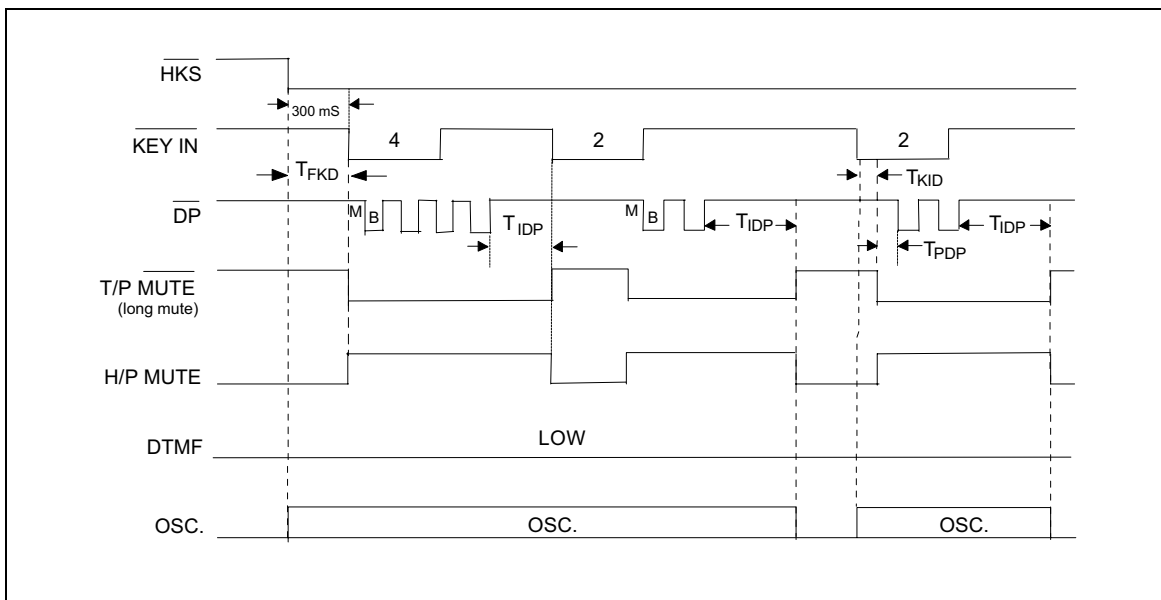 HKS
300 mS
KEY IN
4
2
2
TFKD
TKID
DP
M
B
TIDP
M
B
TIDP
TPDP
TIDP
T/P MUTE
(long mute)
H/P MUTE
DTMF
LOW
OSC.
OSC.
OSC.